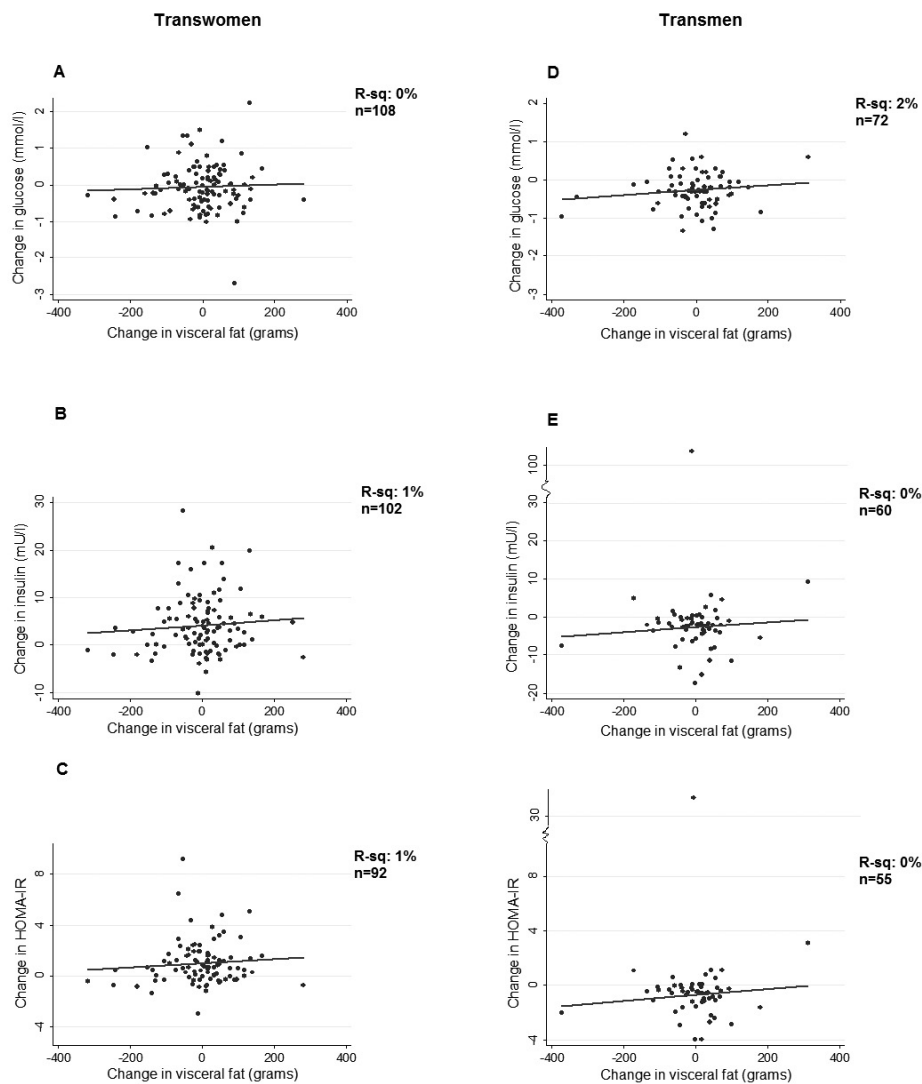 Transwomen
A
R-sq: 0%
n=108
Change in glucose (mmol/l)
2
1
0
-1
-2
-3
-400
-200
0
200
400
Change in visceral fat (grams)
B
R-sq: 1%
n=102
Change in insulin (mU/l)
30
20
10
0
-10
-400
-200
0
200
400
Change in visceral fat (grams)
C
R-sq: 1%
n=92
Change in HOMA-IR
8
4
0
-4
-400
-200
0
200
400
Change in visceral fat (grams)
Transmen
D
R-sq: 2%
n=72
Change in glucose (mmol/l)
2
1
0
-1
-2
-3
-400
-200
0
200
400
Change in visceral fat (grams)
E
R-sq: 0%
n=60
Change in insulin (mU/l)
100
30
20
10
0
-10
-20
-400
-200
0
200
400
Change in visceral fat (grams)
R-sq: 0%
n=55
Change in HOMA-IR
30
8
4
0
-4
-400
-200
0
200
400
Change in visceral fat (grams)